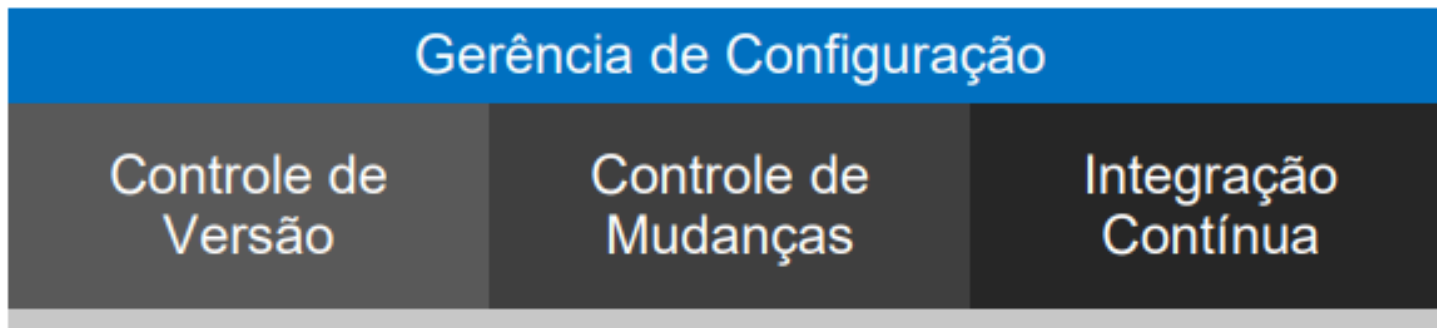 Gerência de Configuração
Controle de
Versão
Controle de
Mudanças
Integração
Contínua